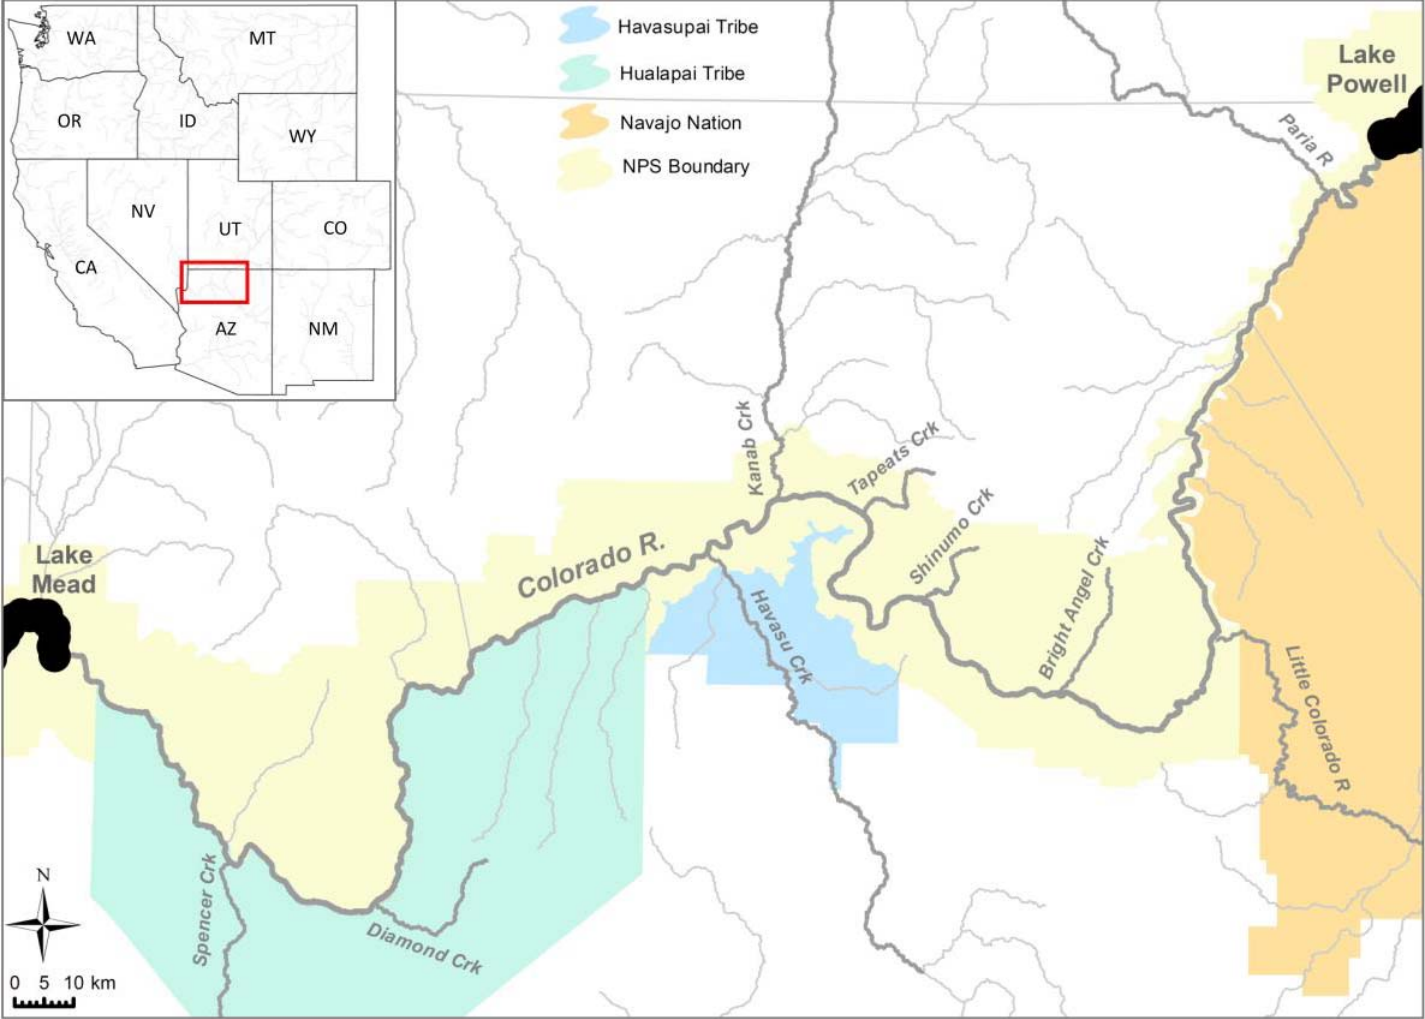 WA
MT
OR
ID
WY
NV
UT
CO
CA
AZ
NM
Havasupai Tribe
Hualapai Tribe
Navajo Nation
NPS Boundary
Lake
Powell
Paria R
Kanab Crk
Tapeats Crk
Shinumo Crk
Colorado R.
Lake
Mead
Havasu Crk
Bright Angel Crk
Little Colorado R
Spencer Crk
Diamond Crk
N
0 5 10 km